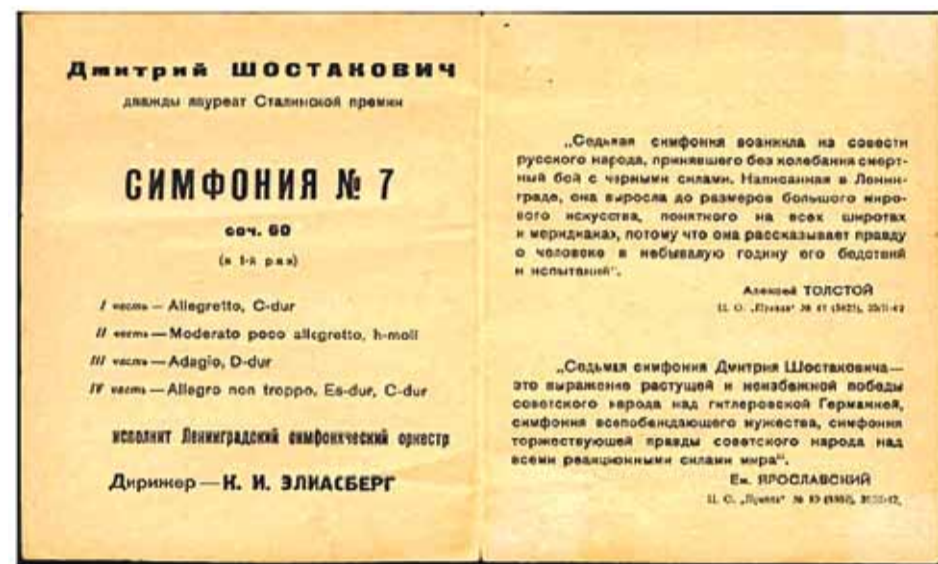 Дмитрий ШОСТАКОВИЧ
дважды лауреат Сталинской премии
СИМФОНИЯ № 7
соч. 60
(в 1-й раз)
I часть — Allegretto, C-dur
II часть — Moderato poco allegretto, h-moll
III часть — Adagio, D-dur
IV часть — Allegro non troppo, Es-dur, C-dur
исполнит Ленинградский симфонический оркестр
Дирижер — К. И. ЭЛИАСБЕРГ
„Седьмая симфония возникла из совести
русского народа, принявшего без колебания смерт-
ный бой с черными силами. Написанная в Ленин-
граде, она выросла до размеров большого миро-
вого искусства, понятного на всех широтах
и меридианах, потому что она рассказывает правду
о человеке в небывалую годину его бедствий
и испытаний“.
Алексей ТОЛСТОЙ
Ц. О. „Правда“ №
„Седьмая симфония Дмитрия Шостаковича—
это выражение растущей и неизбежной победы
советского народа над гитлеровской Германией,
симфония всепобеждающего мужества, симфония
торжествующей правды советского народа над
всеми реакционными силами мира“.
Ем. ЯРОСЛАВСКИЙ
Ц. О. „Правда“ №